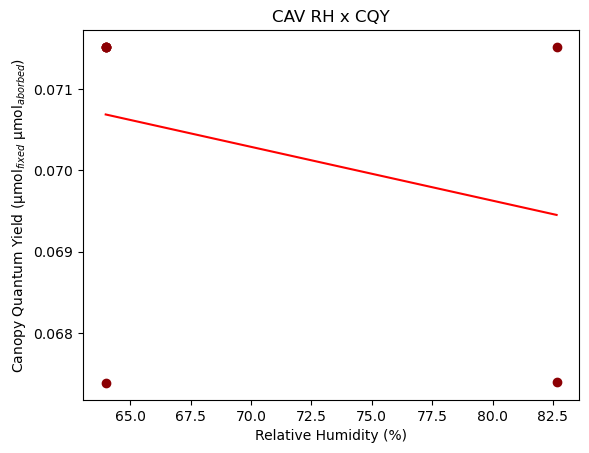 CAV RH x CQY
Canopy Quantum Yield (μmol_fixed μmol_aborbed)
0.071
0.070
0.069
0.068
65.0 67.5 70.0 72.5 75.0 77.5 80.0 82.5
Relative Humidity (%)